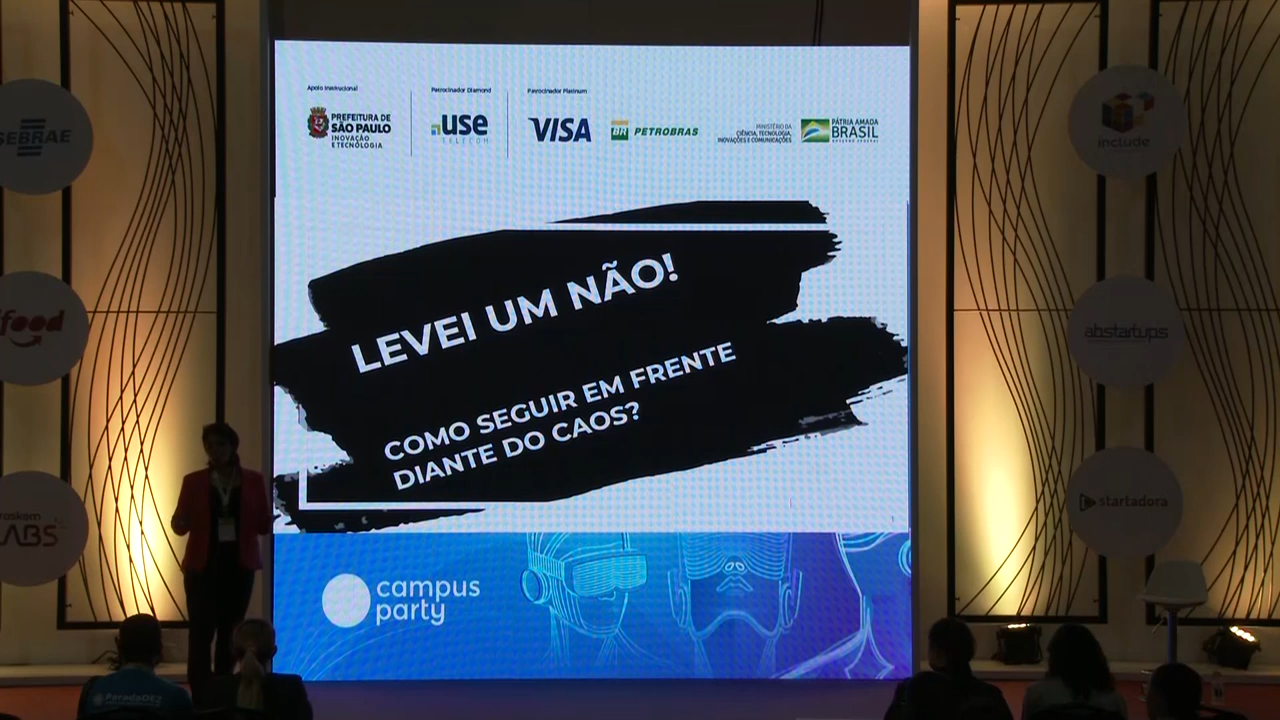 Apoio Institucional
Patrocinador Diamond
Patrocinador Platinum
PREFEITURA DE
SÃO PAULO
INOVAÇÃO
E TECNOLOGIA
use
TELECOM
VISA
BR PETROBRAS
MINISTÉRIO DA
CIÊNCIA, TECNOLOGIA,
INOVAÇÕES E COMUNICAÇÕES
PÁTRIA AMADA
BRASIL
GOVERNO FEDERAL
LEVEI UM NÃO!
COMO SEGUIR EM FRENTE
DIANTE DO CAOS?
campus
party
SEBRAE
food
raskem
LABS
include
abstartups
startadora
ParadaDEZ